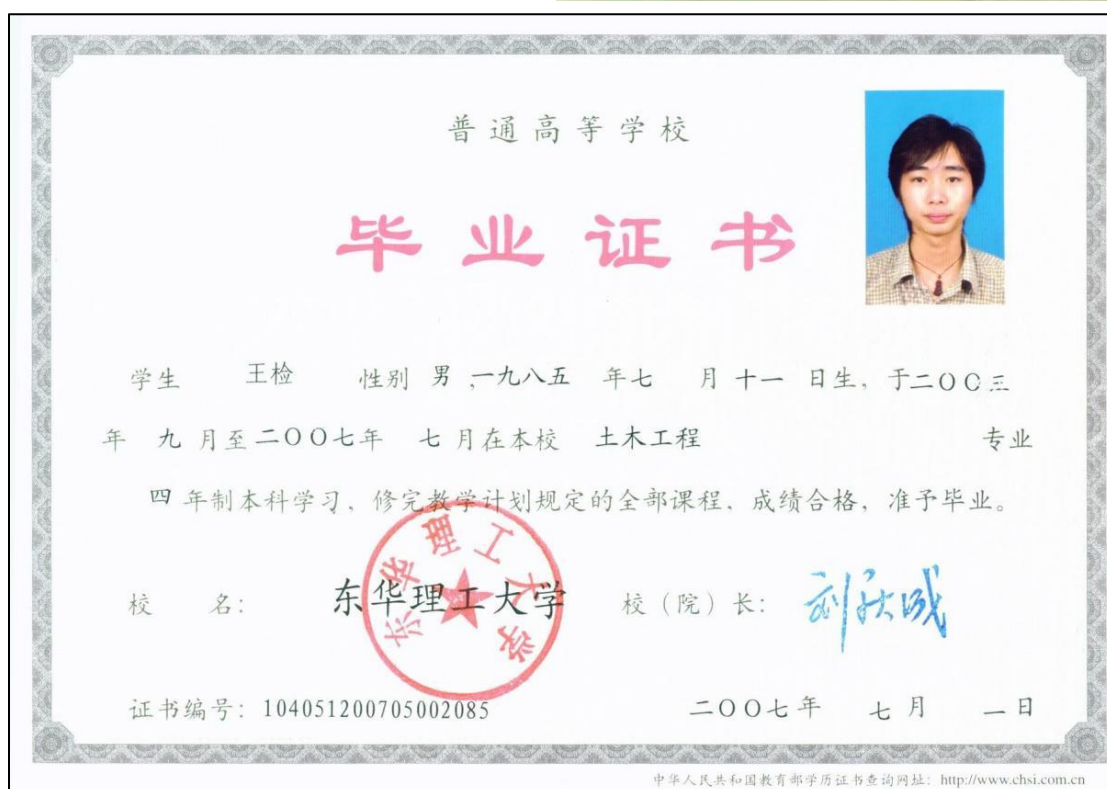 普通高等学校
毕业证书
学生 王检 性别 男 ,一九八五 年七 月 十一 日生, 于二〇〇三
年 九 月至二〇〇七年 七 月在本校 土木工程 专业
四 年制本科学习, 修完教学计划规定的全部课程, 成绩合格, 准予毕业。
东华理工大学
校 名: 东华理工大学 校(院)长:
证书编号: 104051200705002085 二〇〇七年 七 月 一 日
中华人民共和国教育部学历证书查询网址: http://www.chsi.com.cn